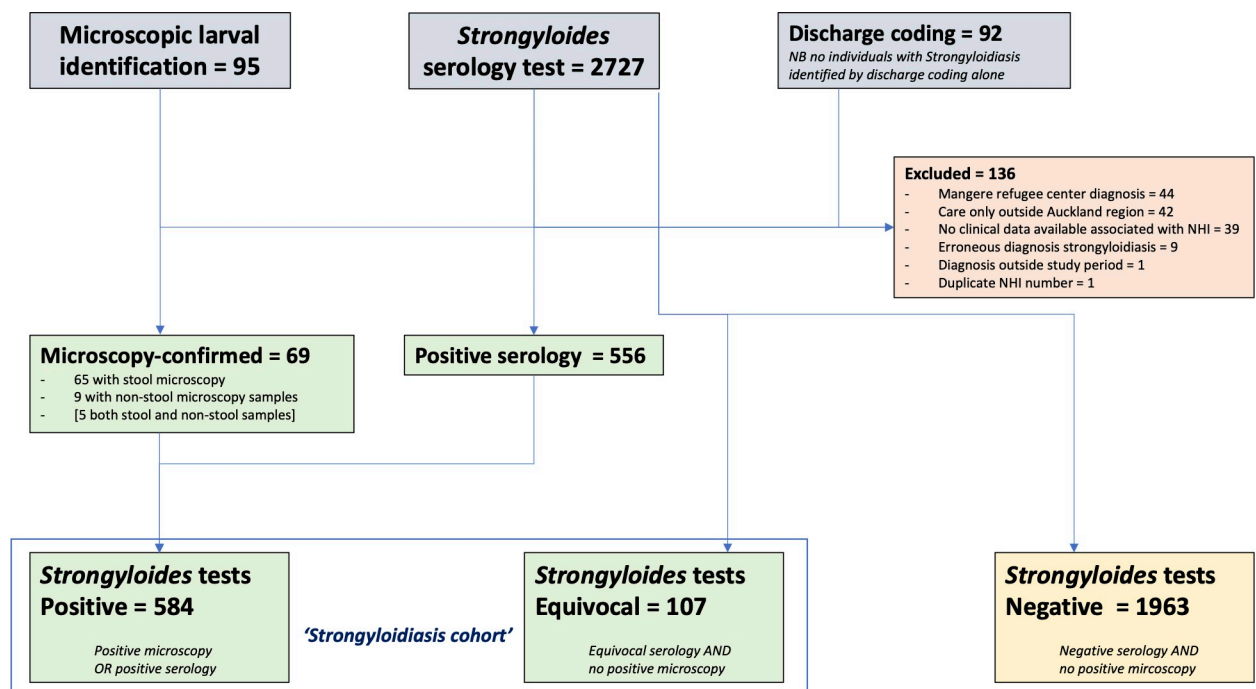 Microscopic larval
identification = 95
Strongyloides
serology test = 2727
Discharge coding = 92
NB no individuals with Strongyloidiasis
identified by discharge coding alone
Excluded = 136
- Mangere refugee center diagnosis = 44
- Care only outside Auckland region = 42
- No clinical data available associated with NHI = 39
- Erroneous diagnosis strongyloidiasis = 9
- Diagnosis outside study period = 1
- Duplicate NHI number = 1
Microscopy-confirmed = 69
- 65 with stool microscopy
- 9 with non-stool microscopy samples
- [5 both stool and non-stool samples]
Positive serology = 556
Strongyloides tests
Positive = 584
Positive microscopy
OR positive serology
'Strongyloidiasis cohort'
Strongyloides tests
Equivocal = 107
Equivocal serology AND
no positive microscopy
Strongyloides tests
Negative = 1963
Negative serology AND
no positive mircoscopy